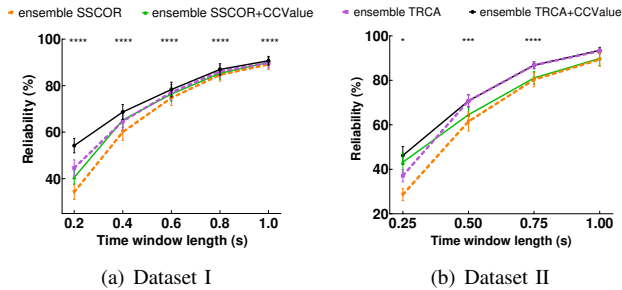 ensemble SSCOR ensemble SSCOR+CCValue ensemble TRCA ensemble TRCA+CCValue
**** **** **** **** ****
Reliability (%)
100
80
60
40
0.2 0.4 0.6 0.8 1.0
Time window length (s)
(a) Dataset I
* *** ****
Reliability (%)
100
80
60
40
20
0.25 0.50 0.75 1.00
Time window length (s)
(b) Dataset II